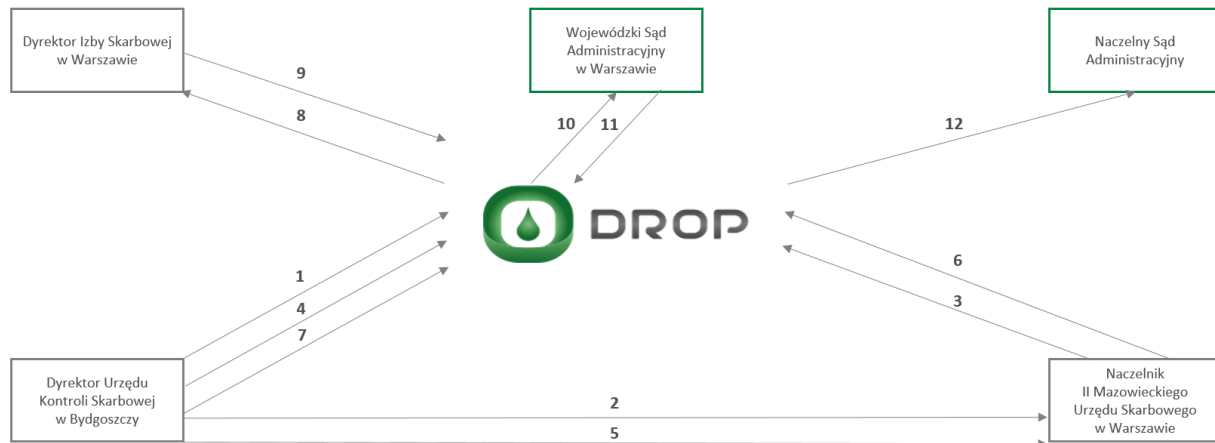 Dyrektor Izby Skarbowej
w Warszawie
Wojewódzki Sąd
Administracyjny
w Warszawie
Naczelny Sąd
Administracyjny
9
8
10
11
12
DROP
1
4
7
6
3
Dyrektor Urzędu
Kontroli Skarbowej
w Bydgoszczy
2
5
Naczelnik
II Mazowieckiego
Urzędu Skarbowego
w Warszawie